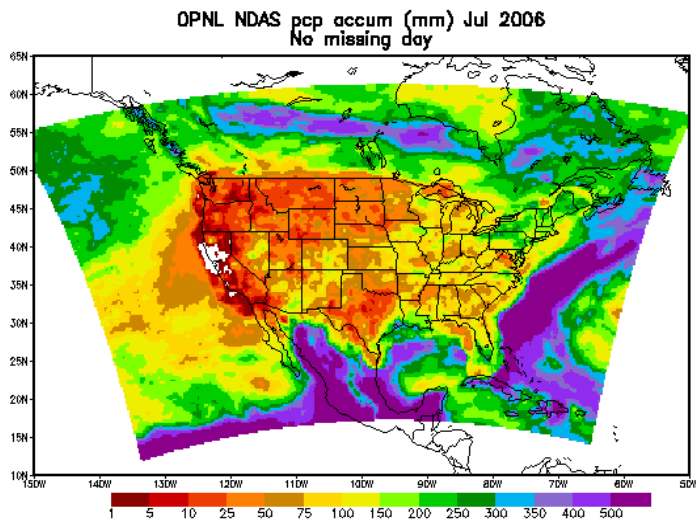 OPNL NDAS pcp accum (mm) Jul 2006
No missing day
65N
60N
55N
50N
45N
40N
35N
30N
25N
20N
15N
10N
150W 140W 130W 120W 110W 100W 90W 80W 70W 60W 50W
1 5 10 25 50 75 100 150 200 250 300 350 400 500